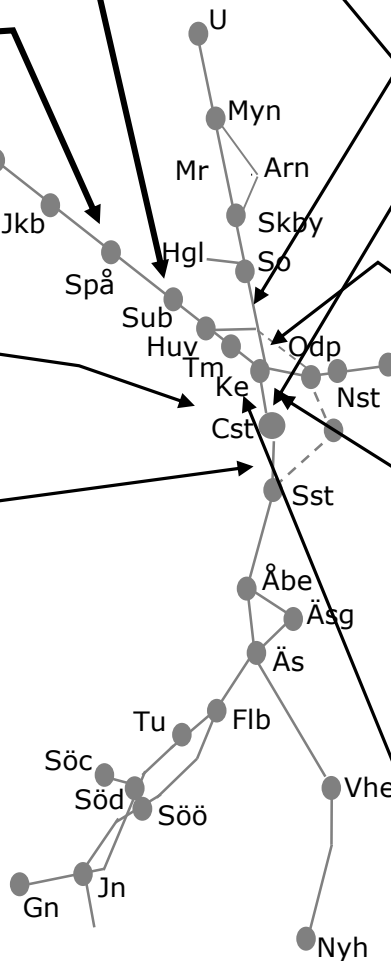 U
Myn
Mr
Arn
Skby
Jkb
Hgl
So
Spå
Sub
Huv
Odp
Tm
Ke
Nst
Cst
Sst
Åbe
Äsg
Äs
Flb
Tu
Söc
Vhe
Söd
Söö
Jn
Gn
Nyh